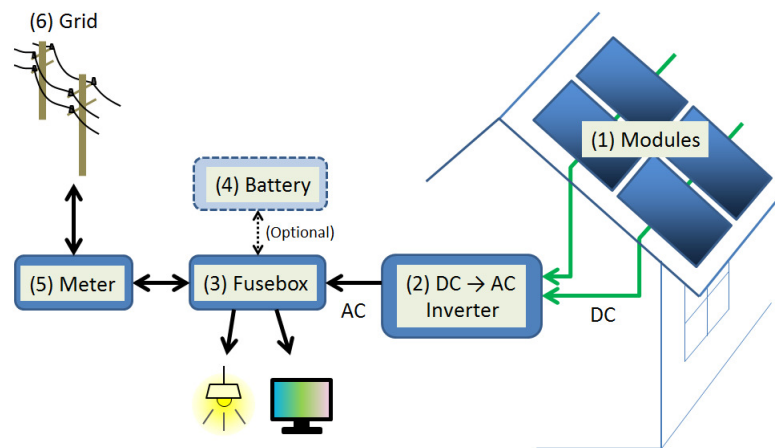 (6) Grid
(1) Modules
(4) Battery
(Optional)
(5) Meter
(3) Fusebox
AC
(2) DC → AC
Inverter
DC